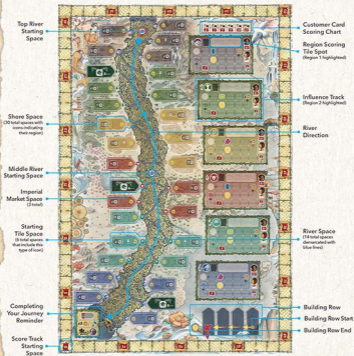 Top River
Starting
Space
Shore Space
(30 total spaces with
icons indicating
their region)
Middle River
Starting Space
Imperial
Market Space
(3 total)
Starting
Tile Space
(6 total spaces
that include this
type of icon)
Completing
Your Journey
Reminder
Score Track
Starting
Space
Customer Card
Scoring Chart
Region Scoring
Tile Spot
(Region 1 highlighted)
Influence Track
(Region 2 highlighted)
River
Direction
River Space
(14 total spaces
demarcated with
blue lines)
Building Row
Building Row Start
Building Row End